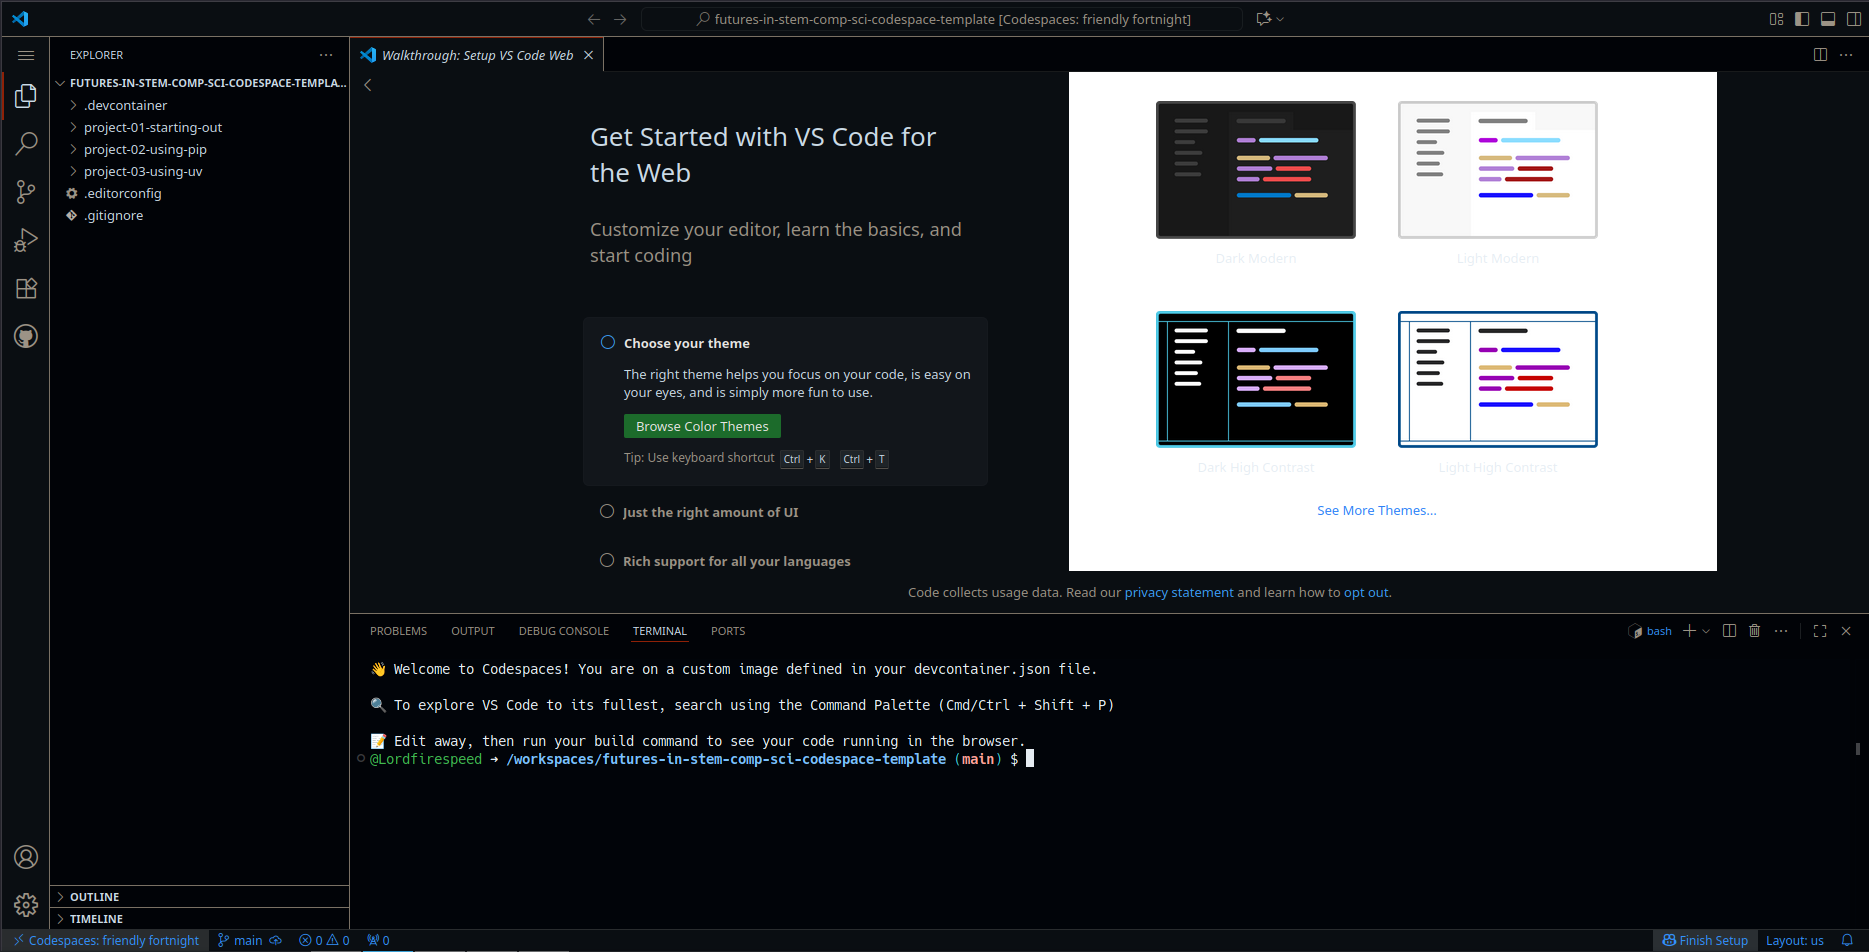 futures-in-stem-comp-sci-codespace-template [Codespaces: friendly fortnight]
EXPLORER
FUTURES-IN-STEM-COMP-SCI-CODESPACE-TEMPLA...
.devcontainer
project-01-starting-out
project-02-using-pip
project-03-using-uv
.editorconfig
.gitignore
OUTLINE
TIMELINE
Walkthrough: Setup VS Code Web
Get Started with VS Code for
the Web
Customize your editor, learn the basics, and
start coding
Choose your theme
The right theme helps you focus on your code, is easy on
your eyes, and is simply more fun to use.
Browse Color Themes
Tip: Use keyboard shortcut Ctrl + K Ctrl + T
Just the right amount of UI
Rich support for all your languages
Dark Modern
Light Modern
Dark High Contrast
Light High Contrast
See More Themes...
Code collects usage data. Read our privacy statement and learn how to opt out.
PROBLEMS OUTPUT DEBUG CONSOLE TERMINAL PORTS
bash
👋 Welcome to Codespaces! You are on a custom image defined in your devcontainer.json file.
🔍 To explore VS Code to its fullest, search using the Command Palette (Cmd/Ctrl + Shift + P)
📝 Edit away, then run your build command to see your code running in the browser.
@Lordfirespeed ➜ /workspaces/futures-in-stem-comp-sci-codespace-template (main) $
Codespaces: friendly fortnight main 0 0 0
Finish Setup Layout: us